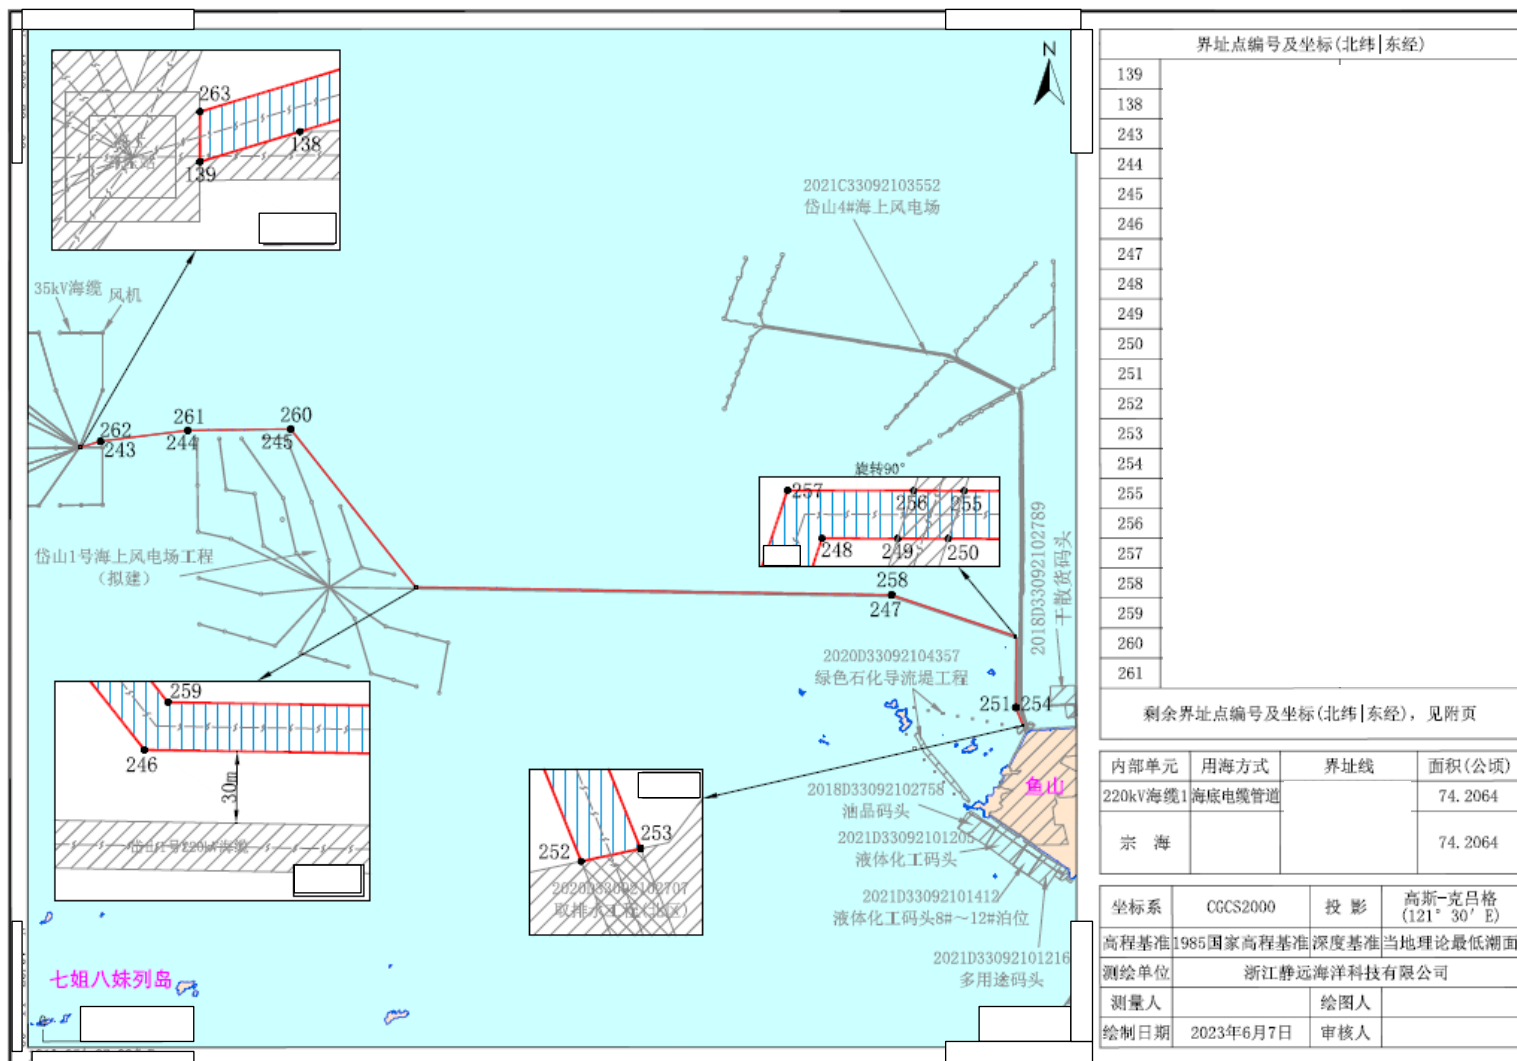 263
138
139
N
2021C33092103552
岱山4#海上风电场
35kV海缆
风机
262
243
261
244
260
245
旋转90°
257
256
255
248
249
250
2018D33092102789
干散货码头
岱山1号海上风电场工程
（拟建）
258
247
2020D33092104357
绿色石化导流堤工程
251
254
259
246
30m
岱山1号220kV海缆
252
253
2020D33092102707
取排水工程(北区)
鱼山
2018D33092102758
油品码头
2021D33092101205
液体化工码头
2021D33092101412
液体化工码头8#～12#泊位
2021D33092101216
多用途码头
七姐八妹列岛
界址点编号及坐标(北纬|东经)
139
138
243
244
245
246
247
248
249
250
251
252
253
254
255
256
257
258
259
260
261
剩余界址点编号及坐标(北纬|东经)，见附页
内部单元 用海方式 界址线 面积(公顷)
220kV海缆1 海底电缆管道 74.2064
宗 海 74.2064
坐标系 CGCS2000 投 影 高斯-克吕格
(121° 30′ E)
高程基准 1985国家高程基准 深度基准 当地理论最低潮面
测绘单位 浙江静远海洋科技有限公司
测量人 绘图人
绘制日期 2023年6月7日 审核人